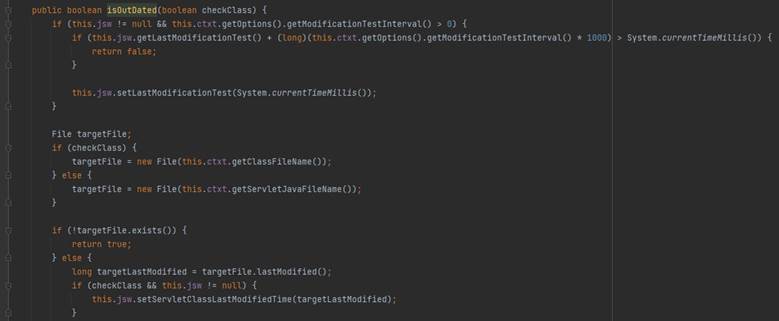 public boolean isOutDated(boolean checkClass) {
    if (this.jsw != null && this.ctxt.getOptions().getModificationTestInterval() > 0) {
        if (this.jsw.getLastModificationTest() + (long)(this.ctxt.getOptions().getModificationTestInterval() * 1000) > System.currentTimeMillis()) {
            return false;
        }

        this.jsw.setLastModificationTest(System.currentTimeMillis());
    }

    File targetFile;
    if (checkClass) {
        targetFile = new File(this.ctxt.getClassFileName());
    } else {
        targetFile = new File(this.ctxt.getServletJavaFileName());
    }

    if (!targetFile.exists()) {
        return true;
    } else {
        long targetLastModified = targetFile.lastModified();
        if (checkClass && this.jsw != null) {
            this.jsw.setServletClassLastModifiedTime(targetLastModified);
        }